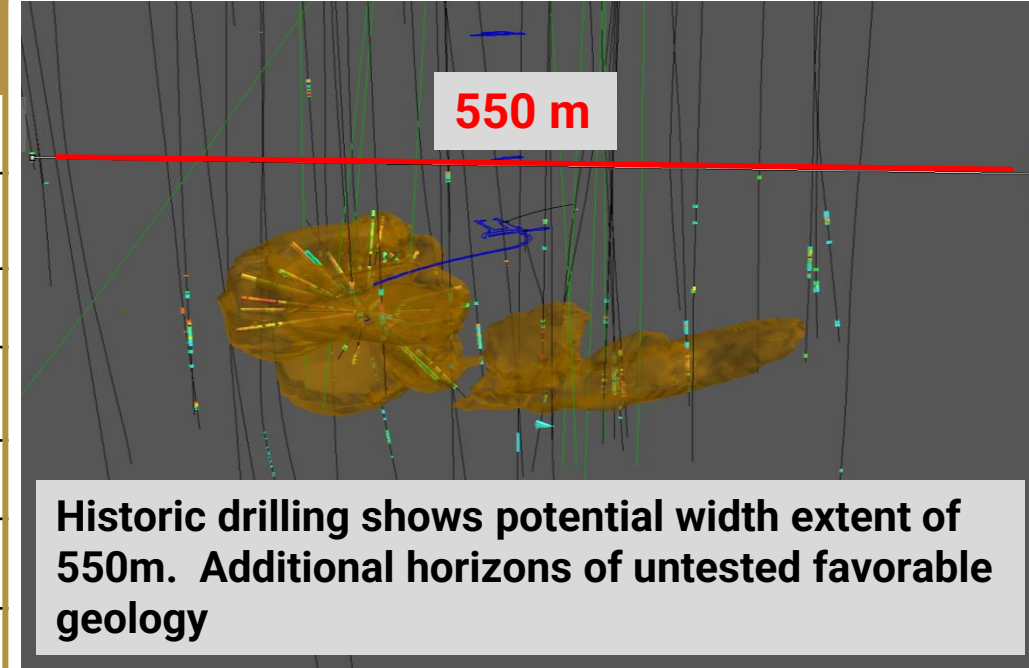 550 m
Historic drilling shows potential width extent of
550m.  Additional horizons of untested favorable
geology